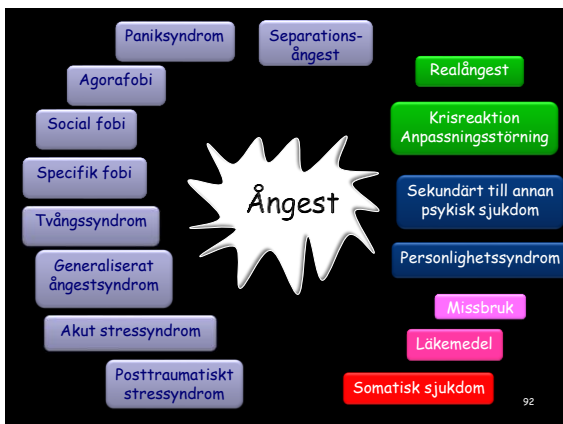 Paniksyndrom
Separations-
ångest
Agorafobi
Realångest
Social fobi
Krisreaktion
Anpassningsstörning
Specifik fobi
Ångest
Sekundärt till annan
psykisk sjukdom
Tvångssyndrom
Generaliserat
ångestsyndrom
Personlighetssyndrom
Missbruk
Akut stressyndrom
Läkemedel
Posttraumatiskt
stressyndrom
Somatisk sjukdom
92